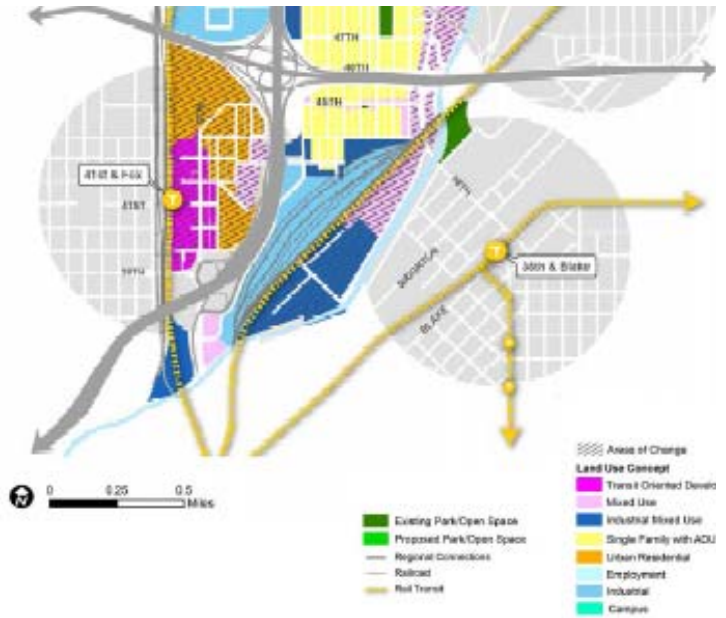 47TH
46TH
45TH
41st & Fox
41ST
38TH
BRIGHTON
BLAKE
38th & Blake
N
0 0.25 0.5
Miles
Areas of Change
Land Use Concept
Transit Oriented Develo
Mixed Use
Industrial Mixed Use
Single Family with ADU
Urban Residential
Employment
Industrial
Campus
Existing Park/Open Space
Proposed Park/Open Space
Regional Connections
Railroad
Rail Transit